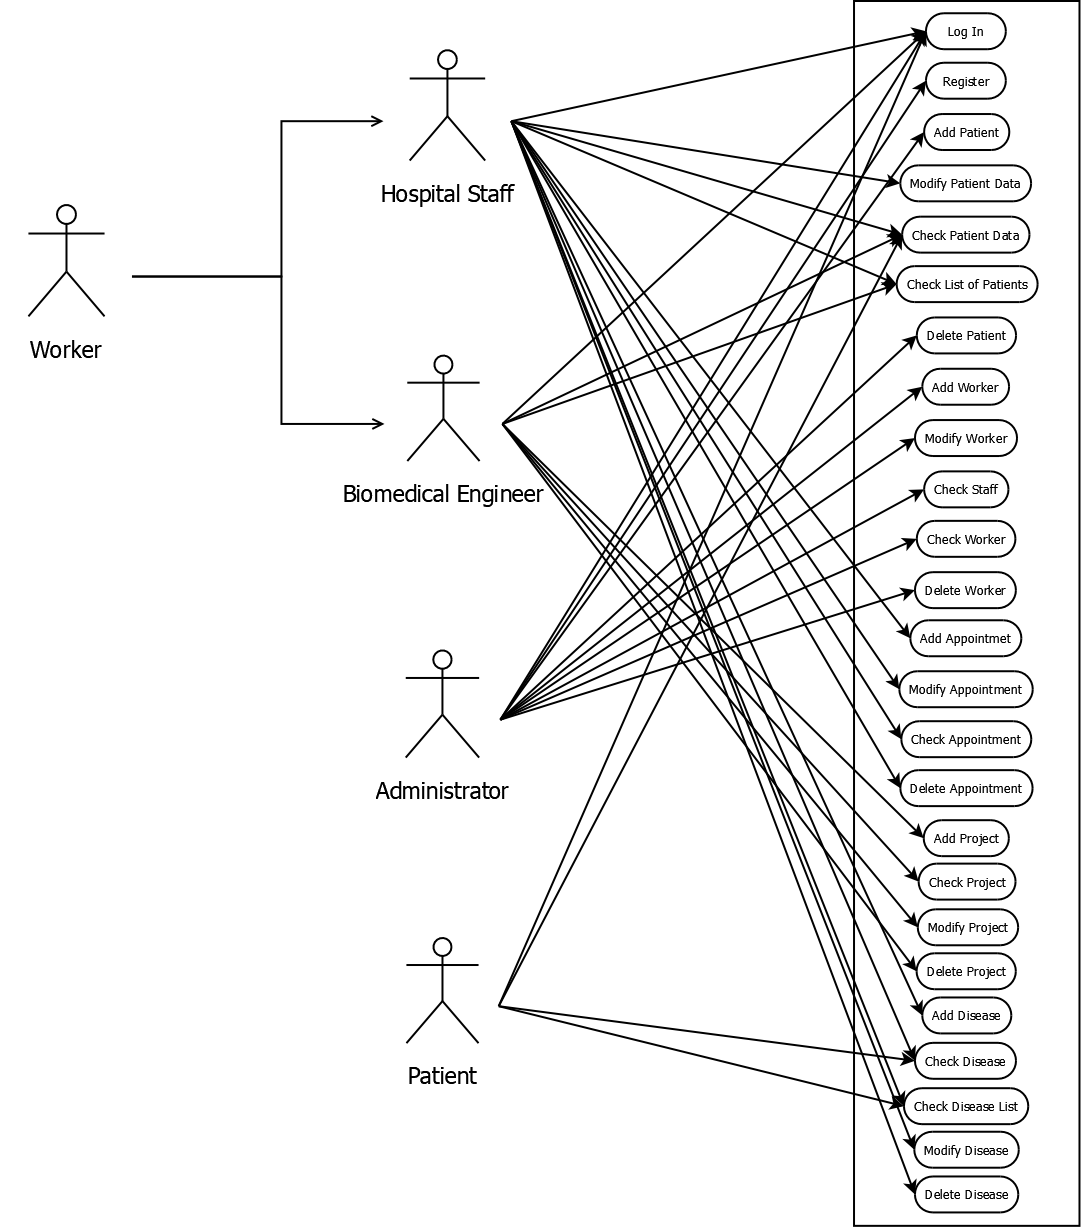 Log In
Register
Add Patient
Modify Patient Data
Hospital Staff
Check Patient Data
Check List of Patients
Worker
Delete Patient
Add Worker
Modify Worker
Biomedical Engineer
Check Staff
Check Worker
Delete Worker
Add Appointmet
Modify Appointment
Check Appointment
Administrator
Delete Appointment
Add Project
Check Project
Modify Project
Delete Project
Add Disease
Check Disease
Patient
Check Disease List
Modify Disease
Delete Disease